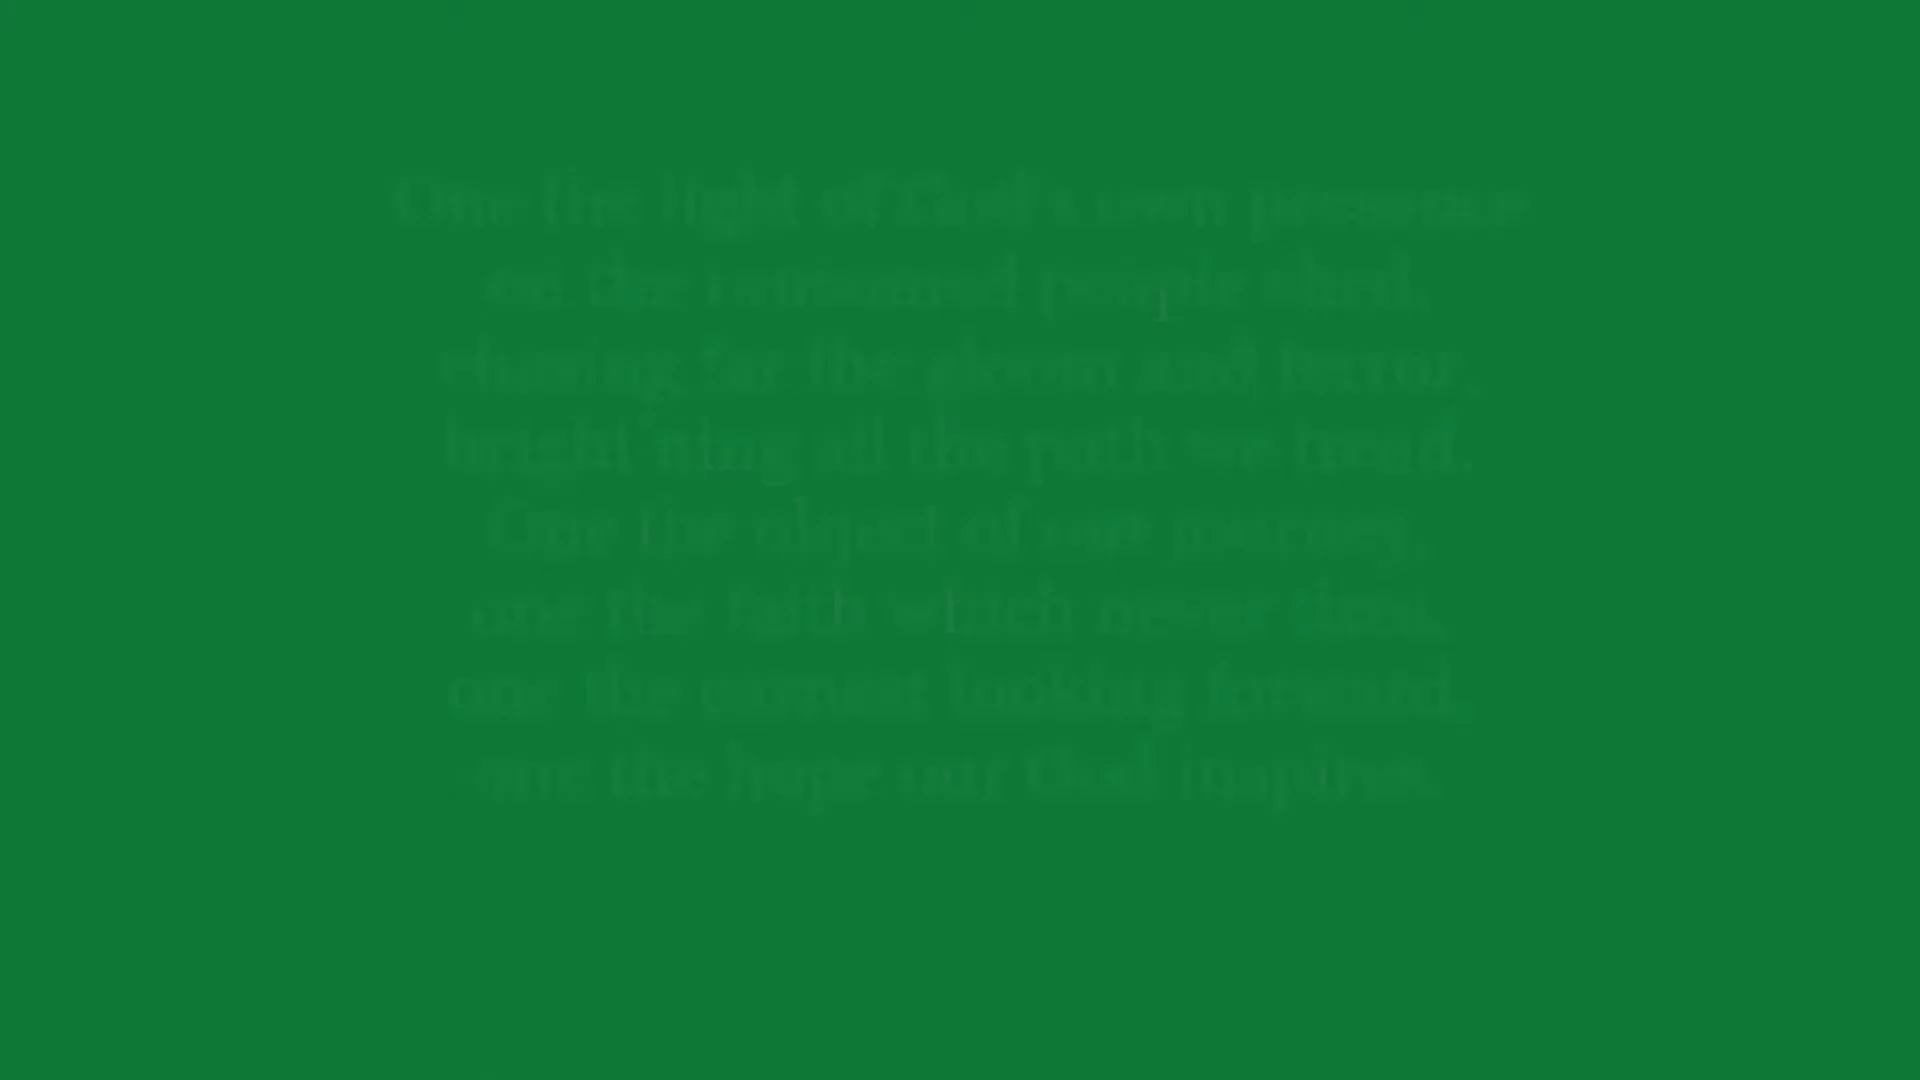 One the light of God's own presence
on the ransomed people shed,
chasing far the gloom and terror,
bright'ning all the path we tread.
One the object of our journey,
one the faith which never tires,
one the earnest looking forward,
one the hope our God inspires.